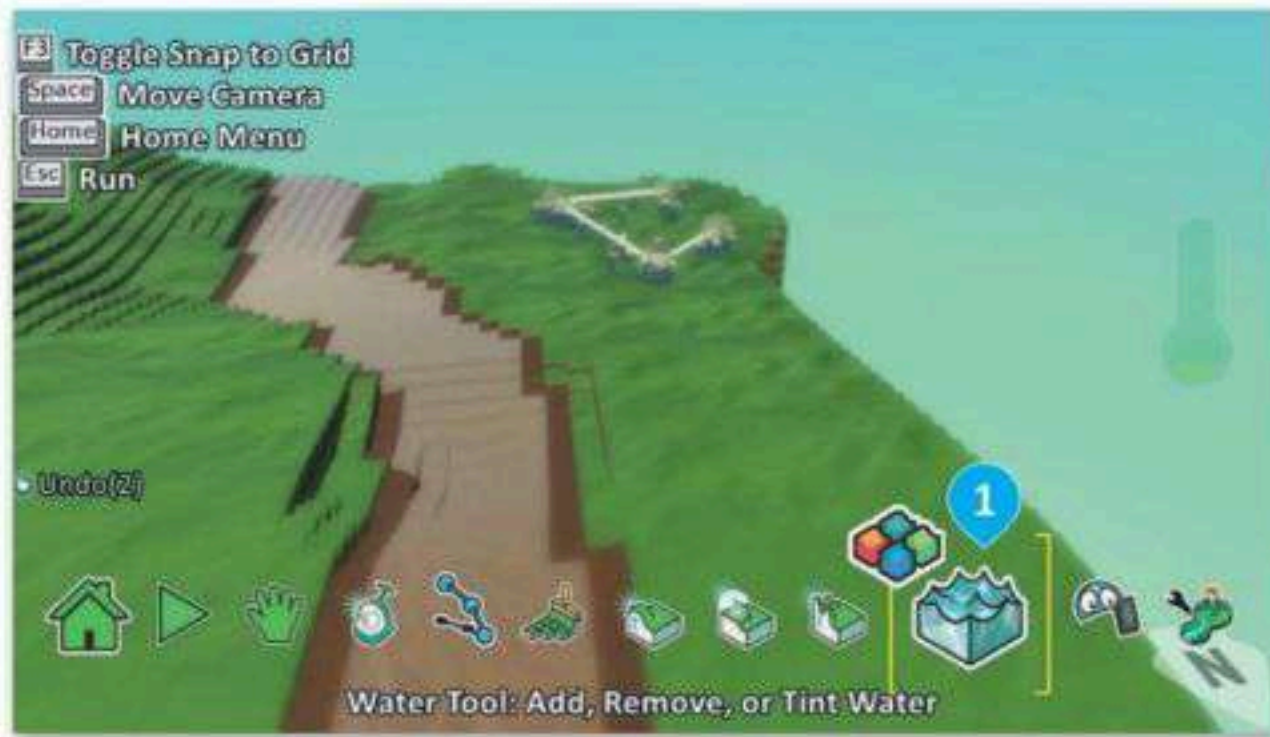 F3 Toggle Snap to Grid
Space Move Camera
Home Home Menu
Esc Run
Undo(Z)
1
Water Tool: Add, Remove, or Tint Water
N